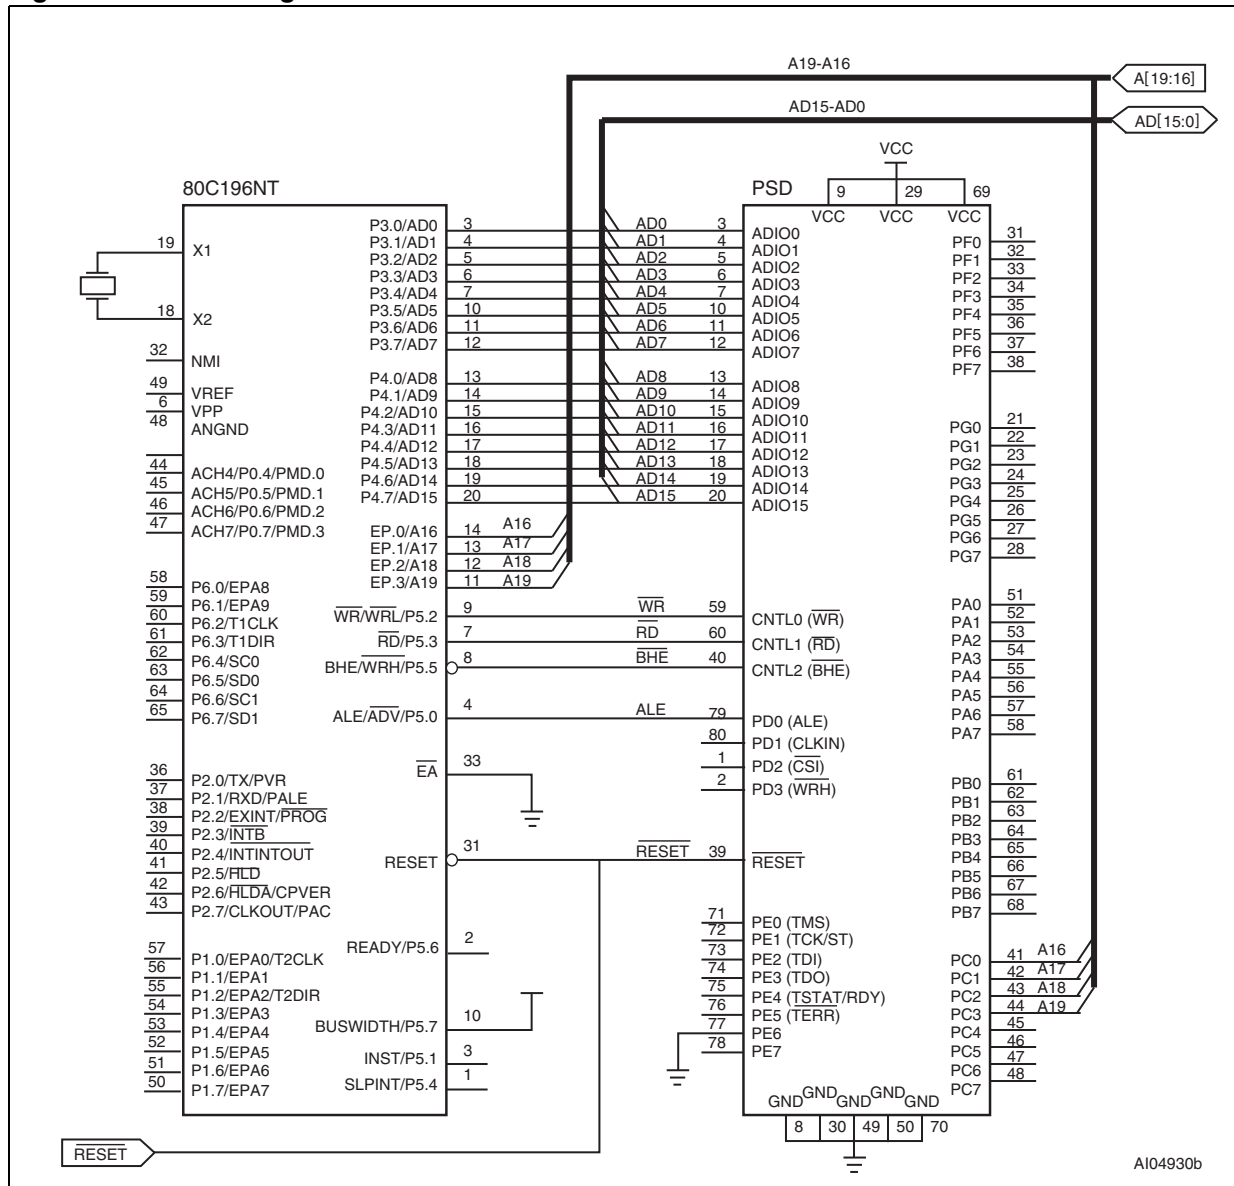 A19-A16
A[19:16]
AD15-AD0
AD[15:0]
VCC
80C196NT
PSD
9 29 69
VCC VCC VCC
19 X1
18 X2
32 NMI
49 VREF
6 VPP
48 ANGND
44 ACH4/P0.4/PMD.0
45 ACH5/P0.5/PMD.1
46 ACH6/P0.6/PMD.2
47 ACH7/P0.7/PMD.3
58 P6.0/EPA8
59 P6.1/EPA9
60 P6.2/T1CLK
61 P6.3/T1DIR
62 P6.4/SC0
63 P6.5/SD0
64 P6.6/SC1
65 P6.7/SD1
36 P2.0/TX/PVR
37 P2.1/RXD/PALE
38 P2.2/EXINT/PROG
39 P2.3/INTB
40 P2.4/INTINTOUT
41 P2.5/HLD
42 P2.6/HLDA/CPVER
43 P2.7/CLKOUT/PAC
57 P1.0/EPA0/T2CLK
56 P1.1/EPA1
55 P1.2/EPA2/T2DIR
54 P1.3/EPA3
53 P1.4/EPA4
52 P1.5/EPA5
51 P1.6/EPA6
50 P1.7/EPA7
P3.0/AD0 3 AD0 3 ADIO0
P3.1/AD1 4 AD1 4 ADIO1
P3.2/AD2 5 AD2 5 ADIO2
P3.3/AD3 6 AD3 6 ADIO3
P3.4/AD4 7 AD4 7 ADIO4
P3.5/AD5 10 AD5 10 ADIO5
P3.6/AD6 11 AD6 11 ADIO6
P3.7/AD7 12 AD7 12 ADIO7
P4.0/AD8 13 AD8 13 ADIO8
P4.1/AD9 14 AD9 14 ADIO9
P4.2/AD10 15 AD10 15 ADIO10
P4.3/AD11 16 AD11 16 ADIO11
P4.4/AD12 17 AD12 17 ADIO12
P4.5/AD13 18 AD13 18 ADIO13
P4.6/AD14 19 AD14 19 ADIO14
P4.7/AD15 20 AD15 20 ADIO15
EP.0/A16 14 A16
EP.1/A17 13 A17
EP.2/A18 12 A18
EP.3/A19 11 A19
WR/WRL/P5.2 9 WR 59 CNTL0 (WR)
RD/P5.3 7 RD 60 CNTL1 (RD)
BHE/WRH/P5.5 8 BHE 40 CNTL2 (BHE)
ALE/ADV/P5.0 4 ALE 79 PD0 (ALE)
80 PD1 (CLKIN)
1 PD2 (CSI)
2 PD3 (WRH)
EA 33
RESET 31 RESET 39 RESET
READY/P5.6 2
BUSWIDTH/P5.7 10
INST/P5.1 3
SLPINT/P5.4 1
71 PE0 (TMS)
72 PE1 (TCK/ST)
73 PE2 (TDI)
74 PE3 (TDO)
75 PE4 (TSTAT/RDY)
76 PE5 (TERR)
77 PE6
78 PE7
PF0 31
PF1 32
PF2 33
PF3 34
PF4 35
PF5 36
PF6 37
PF7 38
PG0 21
PG1 22
PG2 23
PG3 24
PG4 25
PG5 26
PG6 27
PG7 28
PA0 51
PA1 52
PA2 53
PA3 54
PA4 55
PA5 56
PA6 57
PA7 58
PB0 61
PB1 62
PB2 63
PB3 64
PB4 65
PB5 66
PB6 67
PB7 68
PC0 41 A16
PC1 42 A17
PC2 43 A18
PC3 44 A19
PC4 45
PC5 46
PC6 47
PC7 48
GND GND GND GND GND
8 30 49 50 70
RESET
AI04930b